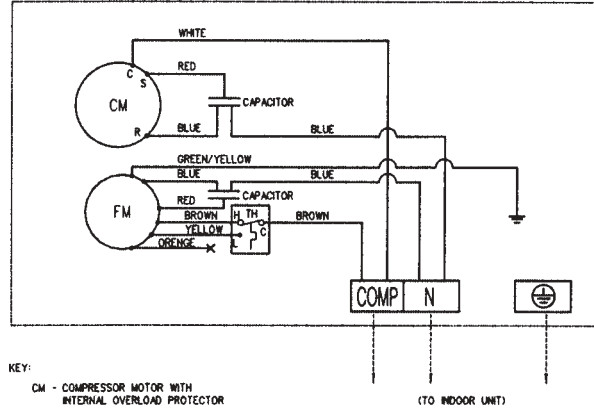 WHITE
C
S
RED
CM
CAPACITOR
R
BLUE
BLUE
GREEN/YELLOW
BLUE
BLUE
CAPACITOR
RED
FM
BROWN
H TH
BROWN
C
YELLOW
L
ORENGE
COMP N
KEY:
CM - COMPRESSOR MOTOR WITH
INTERNAL OVERLOAD PROTECTOR
(TO INDOOR UNIT)